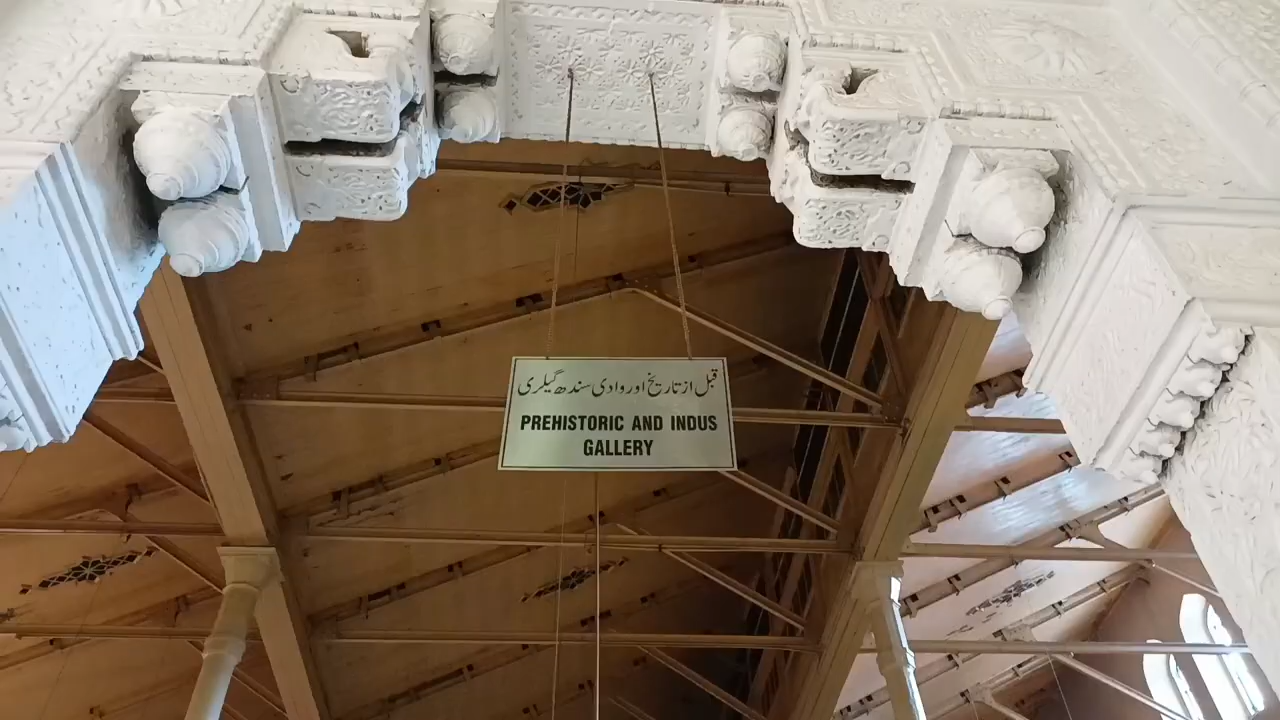 قبل از تاریخ اور وادی سندھ گیلری
PREHISTORIC AND INDUS
GALLERY